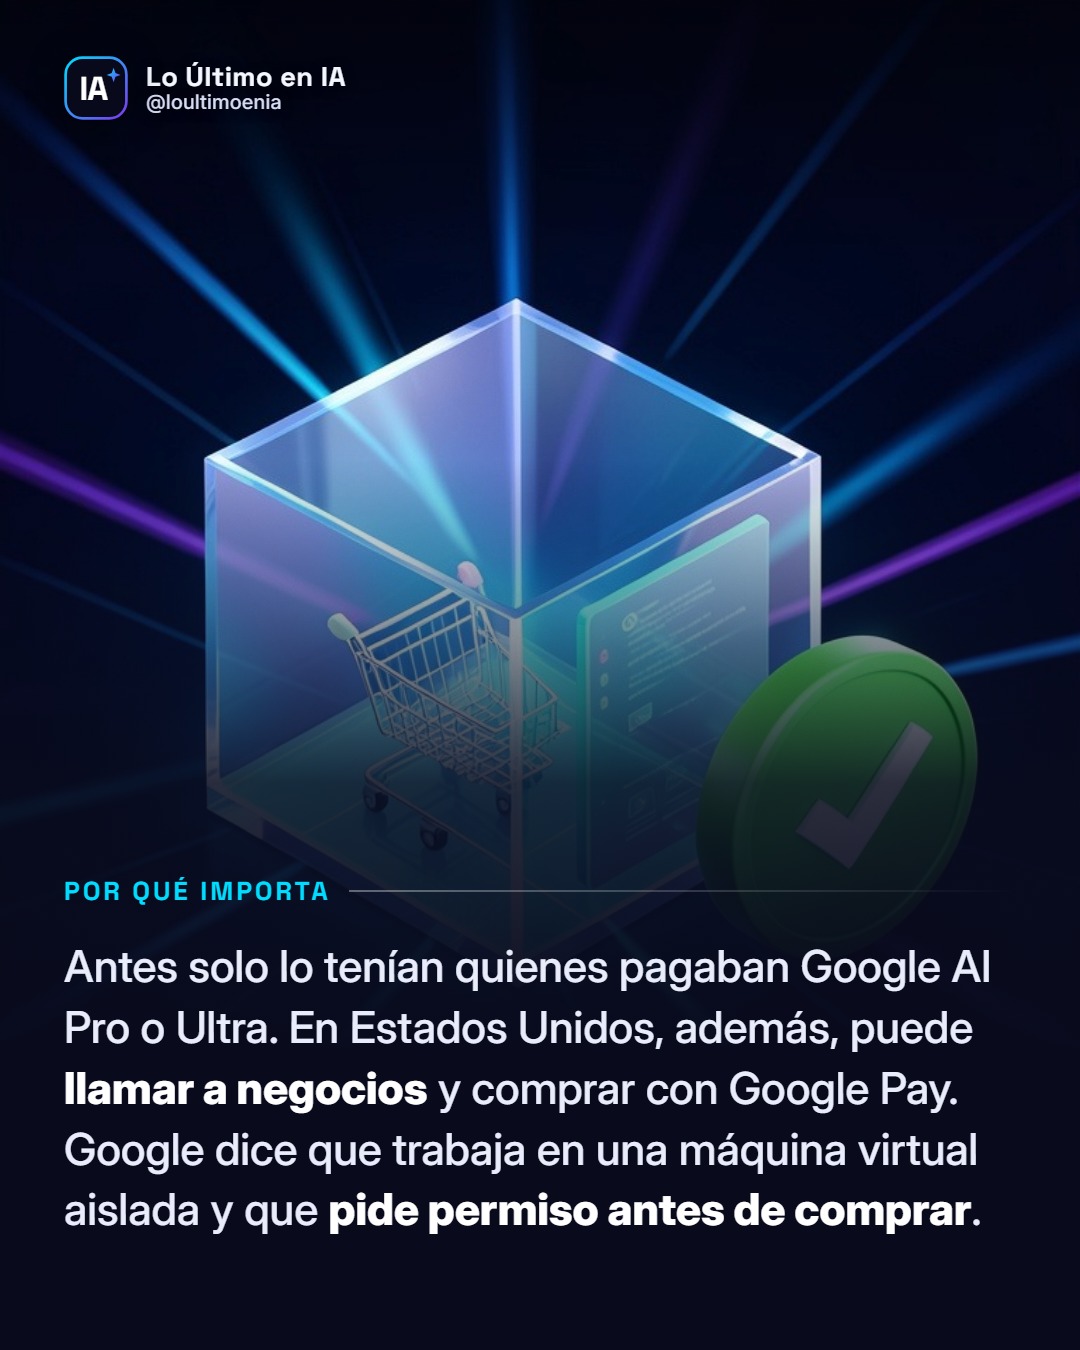 IA
Lo Último en IA
@loultimoenia
POR QUÉ IMPORTA
Antes solo lo tenían quienes pagaban Google AI
Pro o Ultra. En Estados Unidos, además, puede
llamar a negocios y comprar con Google Pay.
Google dice que trabaja en una máquina virtual
aislada y que pide permiso antes de comprar.